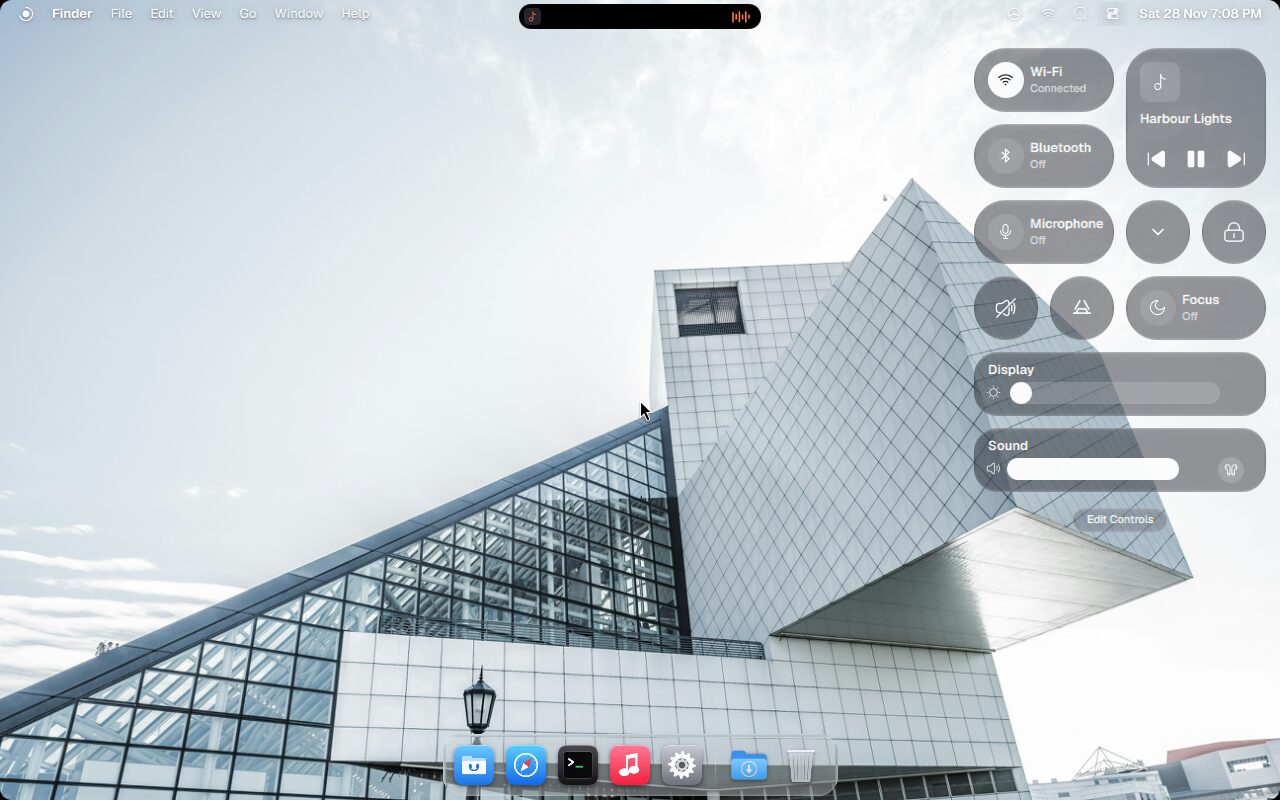 Finder File Edit View Go Window Help
Sat 28 Nov 7:08 PM
Wi-Fi
Connected
Harbour Lights
Bluetooth
Off
Microphone
Off
Focus
Off
Display
Sound
Edit Controls